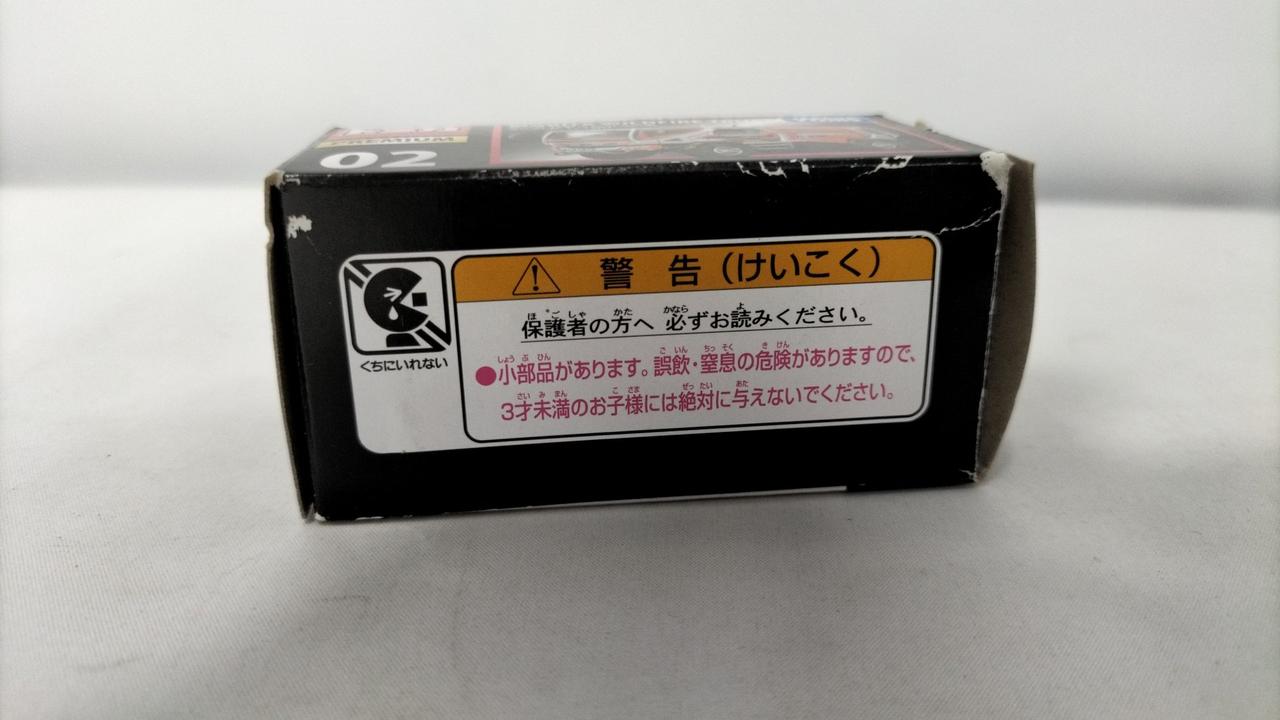 PREMIUM
02
警 告 (けいこく)
保護者の方へ 必ずお読みください。
●小部品があります。誤飲・窒息の危険がありますので、
3才未満のお子様には絶対に与えないでください。
くちにいれない